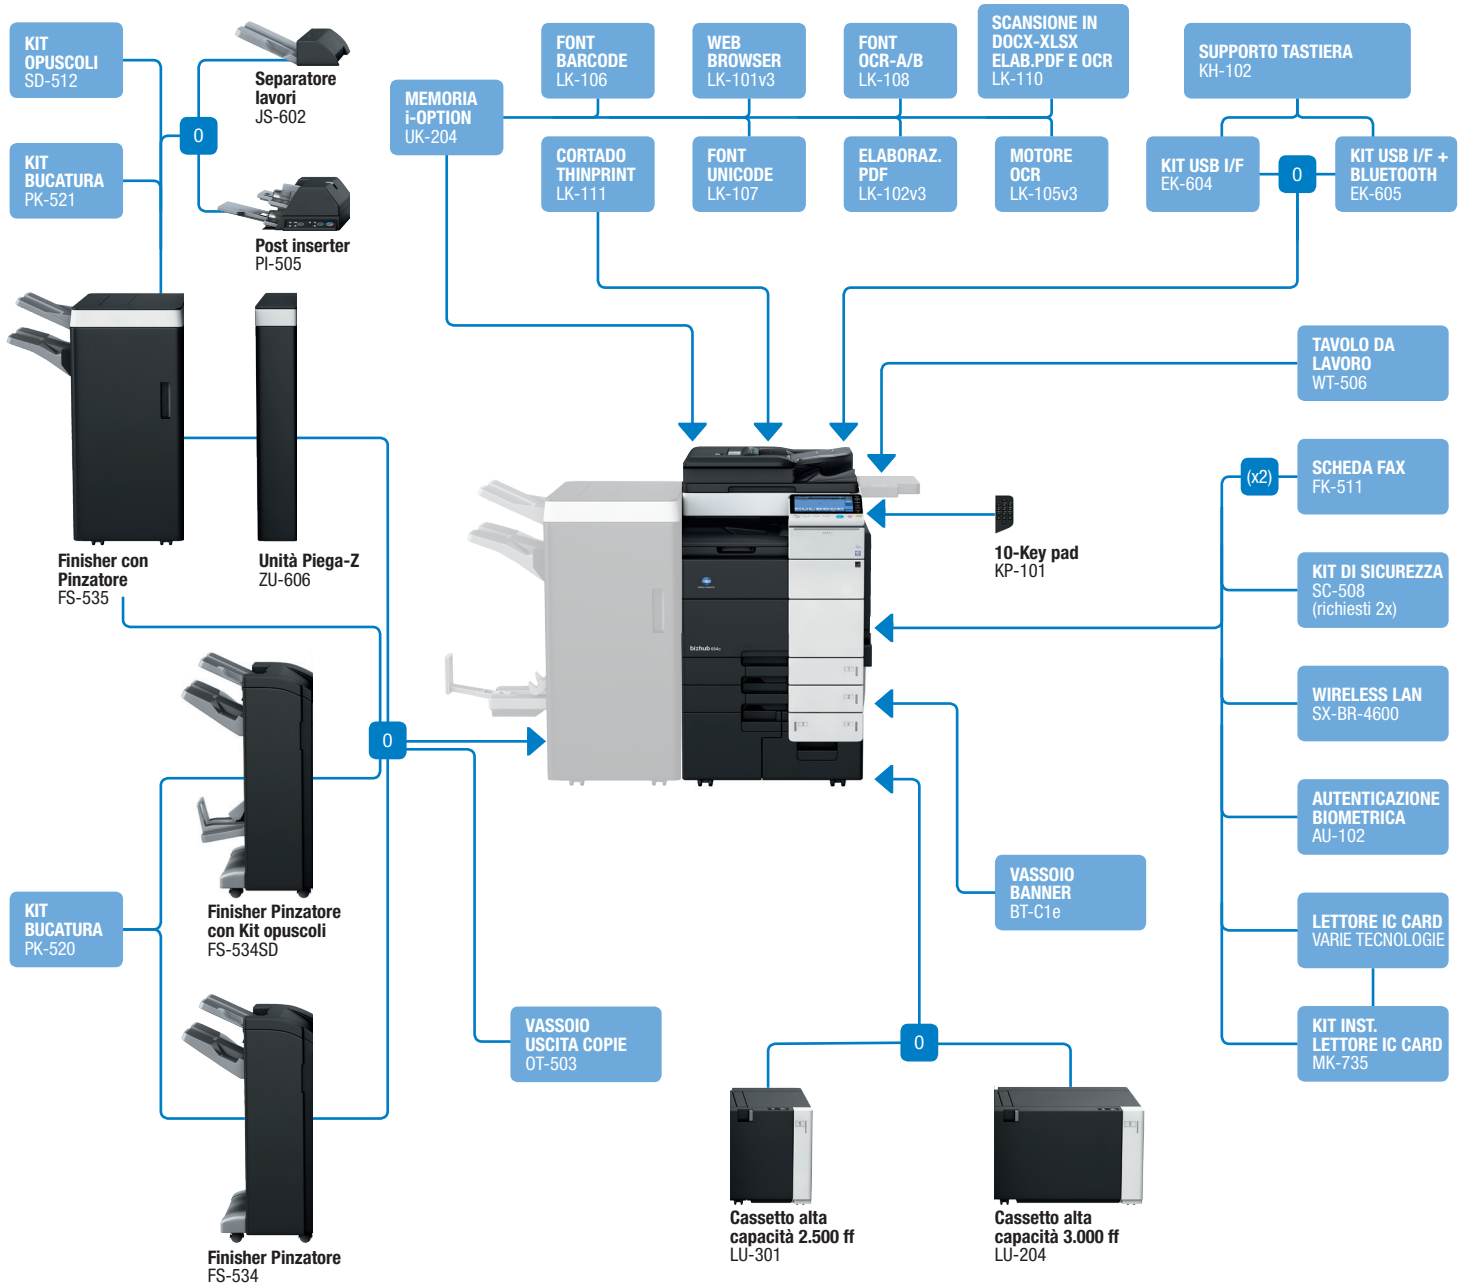 KIT
OPUSCOLI
SD-512
Separatore
lavori
JS-602
FONT
BARCODE
LK-106
WEB
BROWSER
LK-101v3
FONT
OCR-A/B
LK-108
SCANSIONE IN
DOCX-XLSX
ELAB.PDF E OCR
LK-110
SUPPORTO TASTIERA
KH-102
MEMORIA
i-OPTION
UK-204
0
KIT
BUCATURA
PK-521
CORTADO
THINPRINT
LK-111
FONT
UNICODE
LK-107
ELABORAZ.
PDF
LK-102v3
MOTORE
OCR
LK-105v3
KIT USB I/F
EK-604
0
KIT USB I/F +
BLUETOOTH
EK-605
Post inserter
PI-505
TAVOLO DA
LAVORO
WT-506
(x2)
SCHEDA FAX
FK-511
Finisher con
Pinzatore
FS-535
Unità Piega-Z
ZU-606
10-Key pad
KP-101
KIT DI SICUREZZA
SC-508
(richiesti 2x)
bizhub
WIRELESS LAN
SX-BR-4600
0
AUTENTICAZIONE
BIOMETRICA
AU-102
VASSOIO
BANNER
BT-C1e
KIT
BUCATURA
PK-520
Finisher Pinzatore
con Kit opuscoli
FS-534SD
LETTORE IC CARD
VARIE TECNOLOGIE
VASSOIO
USCITA COPIE
OT-503
0
KIT INST.
LETTORE IC CARD
MK-735
Finisher Pinzatore
FS-534
Cassetto alta
capacità 2.500 ff
LU-301
Cassetto alta
capacità 3.000 ff
LU-204